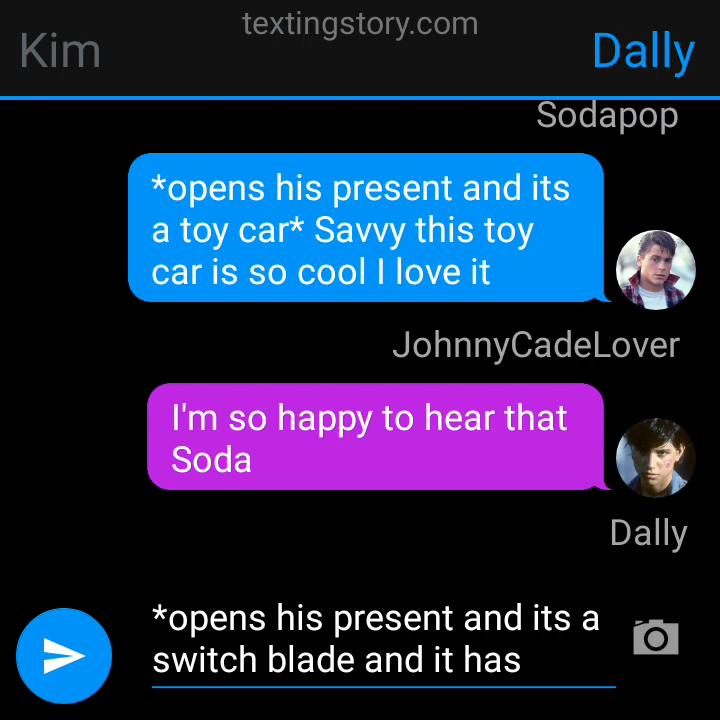 textingstory.com
Kim
Dally
Sodapop
*opens his present and its
a toy car* Savvy this toy
car is so cool I love it
JohnnyCadeLover
I'm so happy to hear that
Soda
Dally
*opens his present and its a
switch blade and it has